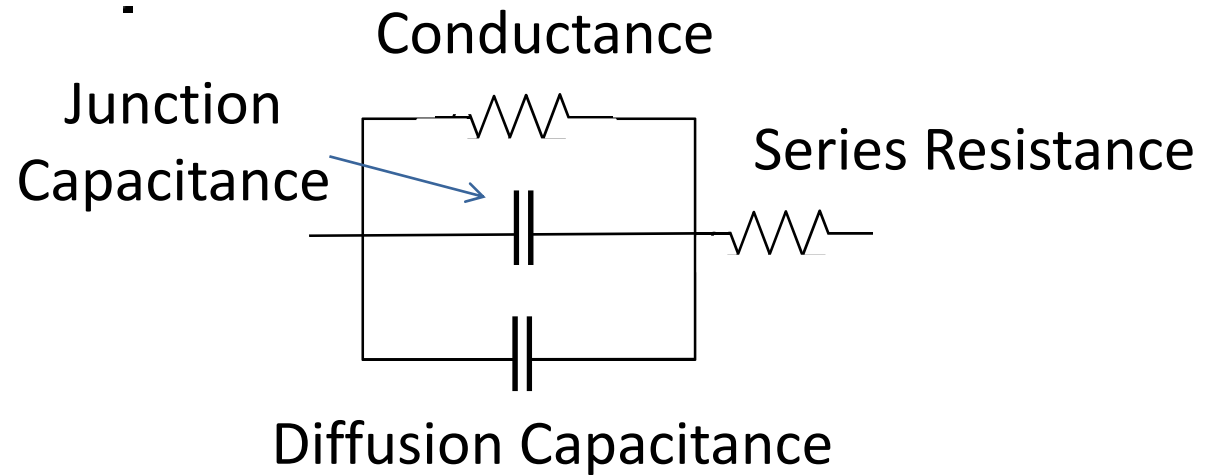 Conductance
Junction
Capacitance
Series Resistance
Diffusion Capacitance